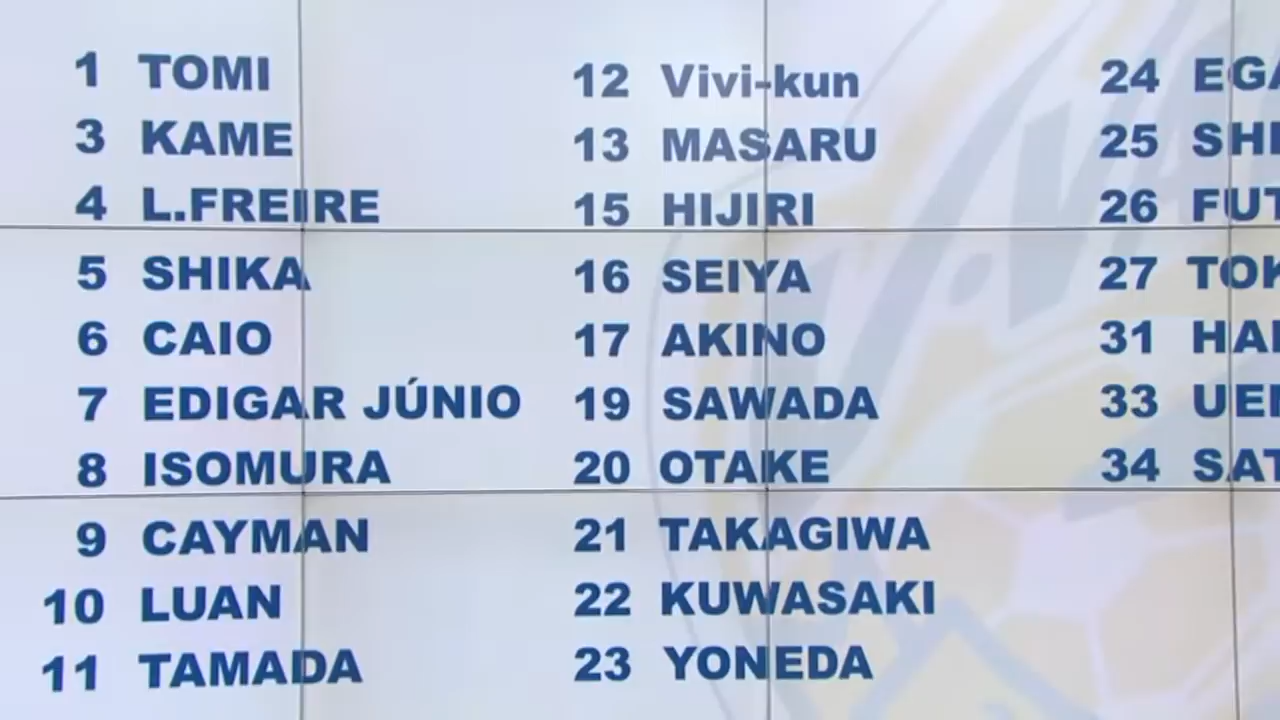 1 TOMI
3 KAME
4 L.FREIRE
5 SHIKA
6 CAIO
7 EDIGAR JÚNIO
8 ISOMURA
9 CAYMAN
10 LUAN
11 TAMADA
12 Vivi-kun
13 MASARU
15 HIJIRI
16 SEIYA
17 AKINO
19 SAWADA
20 OTAKE
21 TAKAGIWA
22 KUWASAKI
23 YONEDA
24
25
26
27
31
33
34